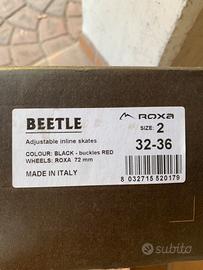 BEETLE
ROXA
Adjustable inline skates
SIZE: 2
COLOUR: BLACK - buckles RED
WHEELS: ROXA 72 mm
32-36
MADE IN ITALY
8 032715 520179
subito